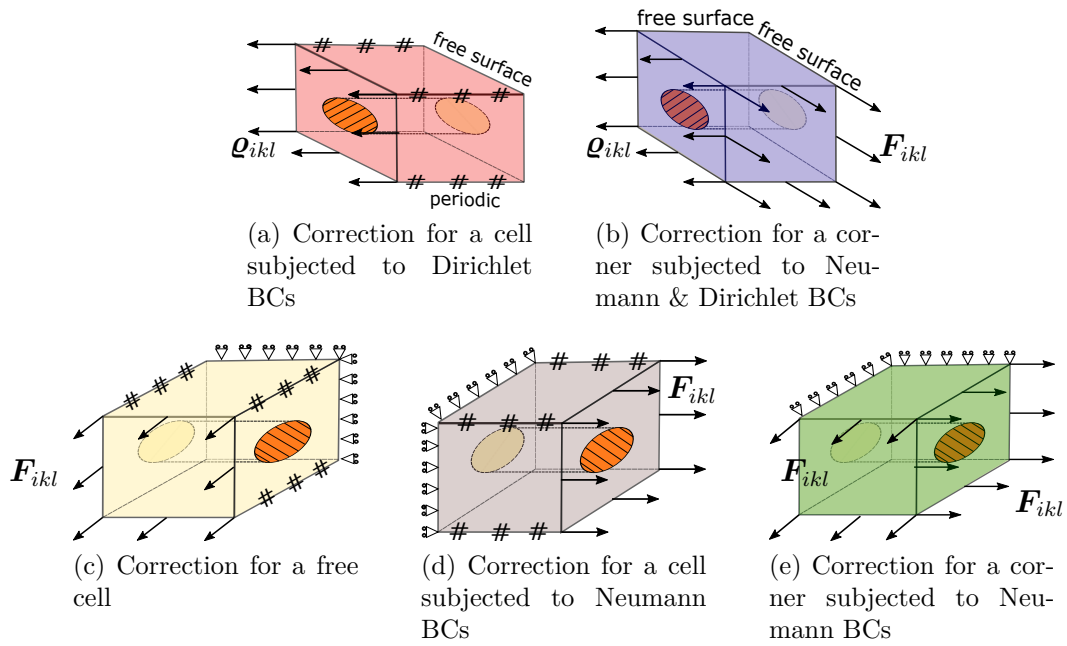 free surface
ϱikl
periodic
(a) Correction for a cell
subjected to Dirichlet
BCs
free surface
free surface
ϱikl
Fikl
(b) Correction for a cor-
ner subjected to Neu-
mann & Dirichlet BCs
Fikl
(c) Correction for a free
cell
Fikl
(d) Correction for a cell
subjected to Neumann
BCs
Fikl
Fikl
(e) Correction for a cor-
ner subjected to Neu-
mann BCs